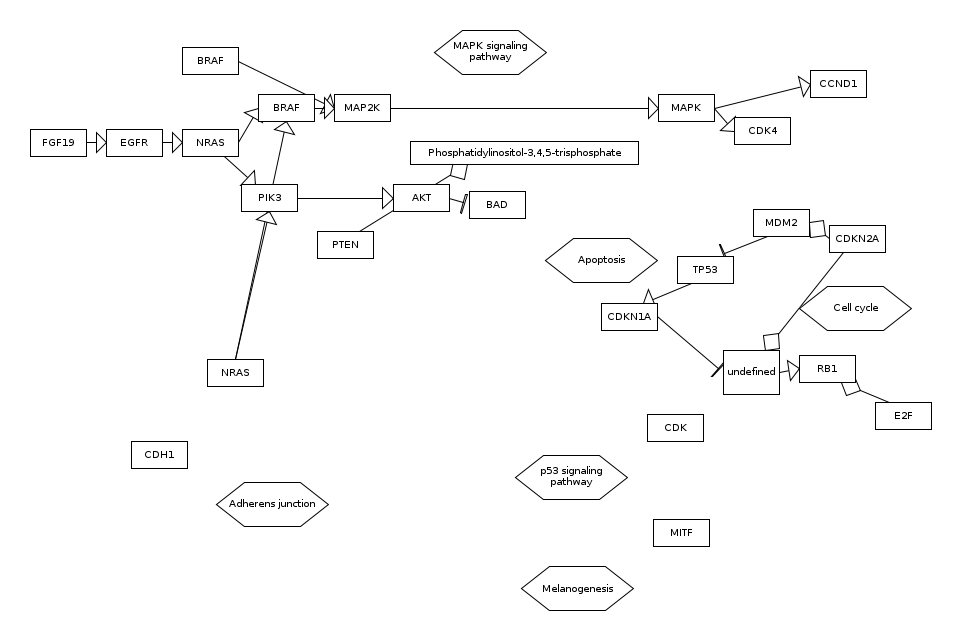 MAPK signaling
pathway
BRAF
CCND1
BRAF
MAP2K
MAPK
CDK4
FGF19
EGFR
NRAS
Phosphatidylinositol-3,4,5-trisphosphate
PIK3
AKT
BAD
MDM2
PTEN
CDKN2A
Apoptosis
TP53
Cell cycle
CDKN1A
NRAS
undefined
RB1
E2F
CDK
CDH1
p53 signaling
pathway
Adherens junction
MITF
Melanogenesis